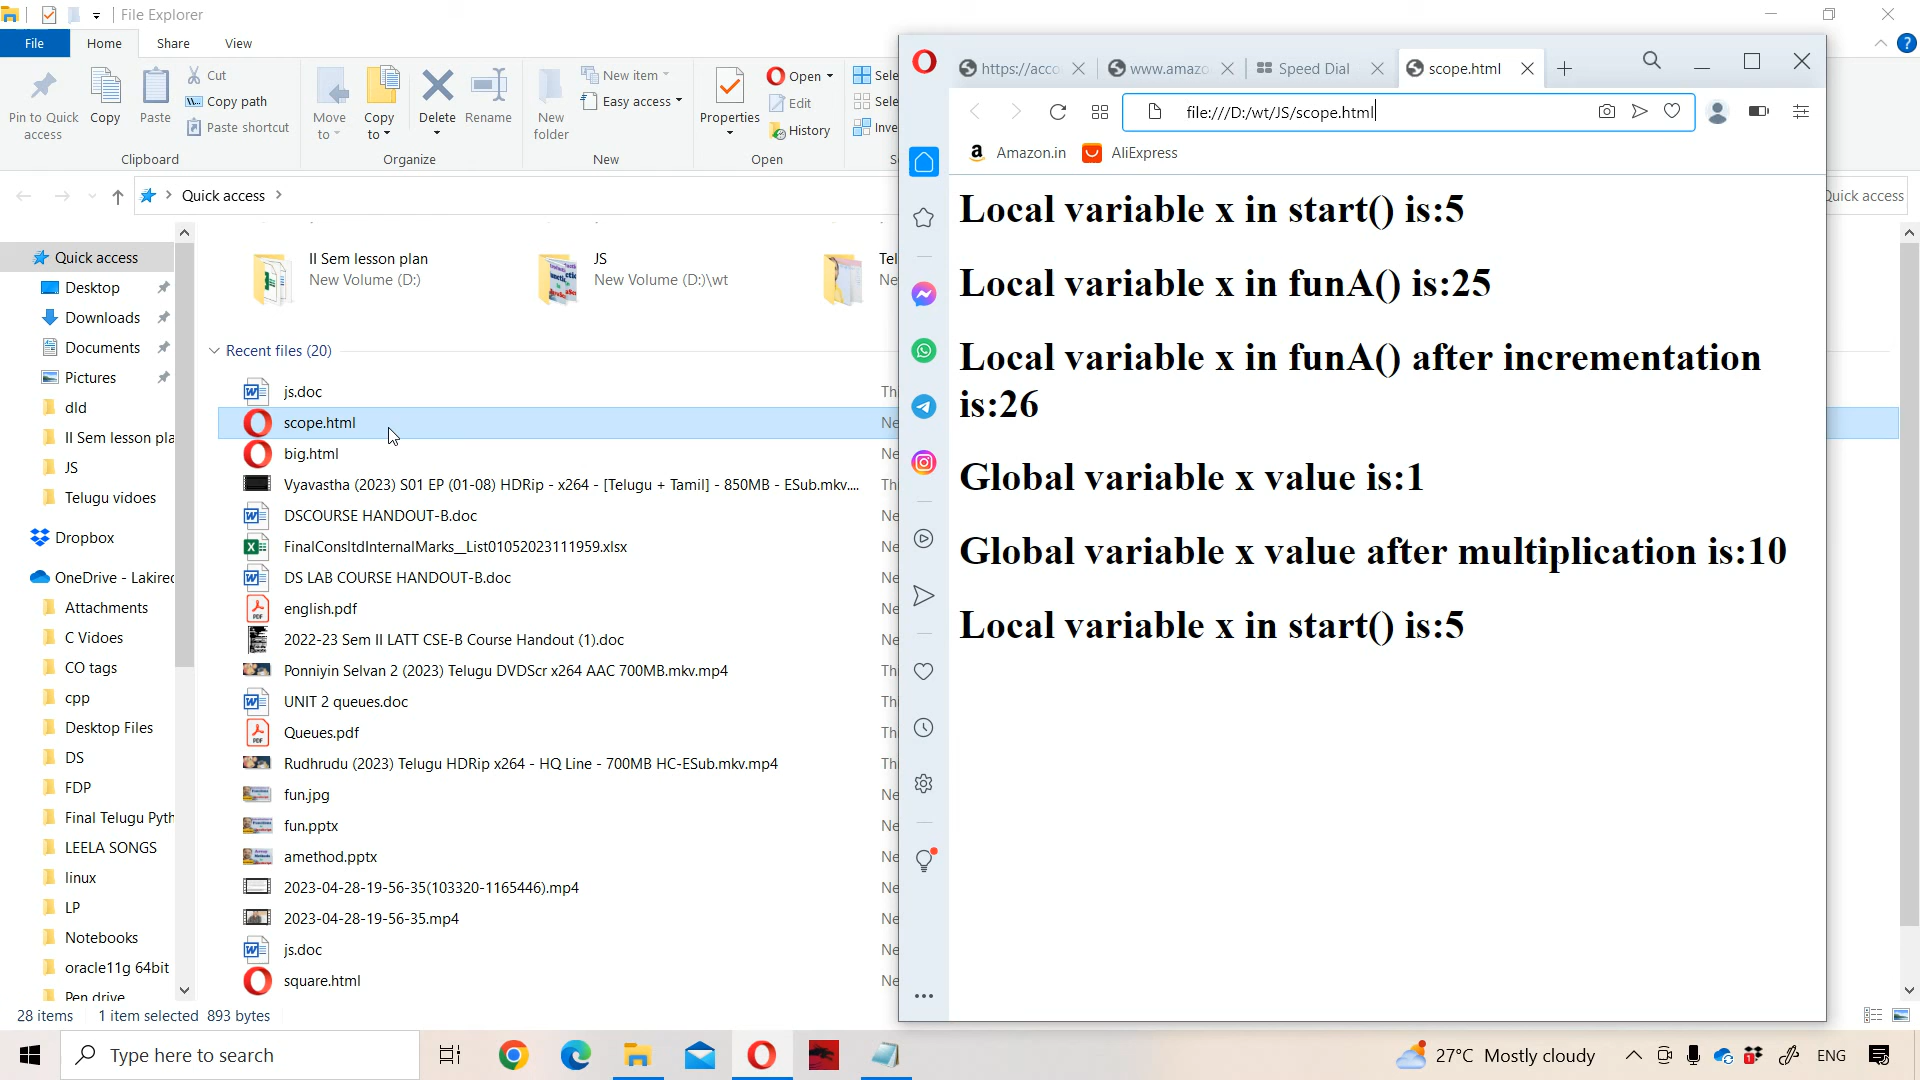 File Explorer
File
Home
Share
View
Pin to Quick
access
Copy
Paste
Cut
Copy path
Paste shortcut
Clipboard
Move
to
Copy
to
Delete
Rename
Organize
New
folder
New item
Easy access
New
Properties
Open
Edit
History
Open
Quick access
Quick access
Quick access
Desktop
Downloads
Documents
Pictures
dld
II Sem lesson pla
JS
Telugu vidoes
Dropbox
OneDrive - Lakired
Attachments
C Vidoes
CO tags
cpp
Desktop Files
DS
FDP
Final Telugu Pyth
LEELA SONGS
linux
LP
Notebooks
oracle11g 64bit
Pen drive
II Sem lesson plan
New Volume (D:)
JS
New Volume (D:)\wt
Tel
Recent files (20)
js.doc
scope.html
big.html
Vyavastha (2023) S01 EP (01-08) HDRip - x264 - [Telugu + Tamil] - 850MB - ESub.mkv....
DSCOURSE HANDOUT-B.doc
FinalConsltdInternalMarks__List01052023111959.xlsx
DS LAB COURSE HANDOUT-B.doc
english.pdf
2022-23 Sem II LATT CSE-B Course Handout (1).doc
Ponniyin Selvan 2 (2023) Telugu DVDScr x264 AAC 700MB.mkv.mp4
UNIT 2 queues.doc
Queues.pdf
Rudhrudu (2023) Telugu HDRip x264 - HQ Line - 700MB HC-ESub.mkv.mp4
fun.jpg
fun.pptx
amethod.pptx
2023-04-28-19-56-35(103320-1165446).mp4
2023-04-28-19-56-35.mp4
js.doc
square.html
28 items 1 item selected 893 bytes
https://acco
www.amazo
Speed Dial
scope.html
file:///D:/wt/JS/scope.html
Amazon.in
AliExpress
Local variable x in start() is:5
Local variable x in funA() is:25
Local variable x in funA() after incrementation
is:26
Global variable x value is:1
Global variable x value after multiplication is:10
Local variable x in start() is:5
Type here to search
27°C Mostly cloudy
ENG